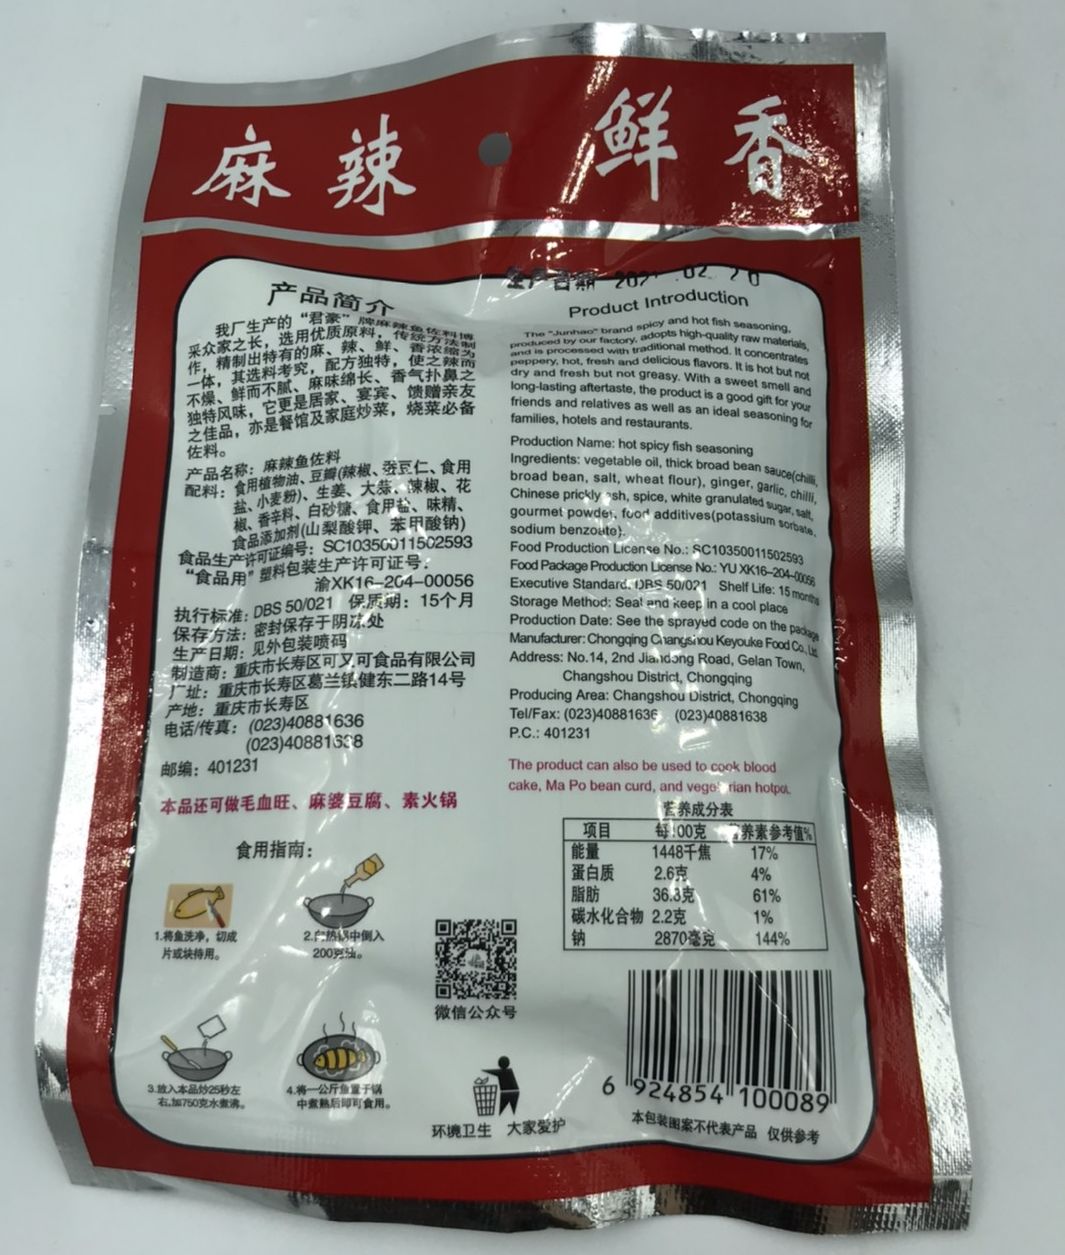 麻辣 鲜香
生产日期
产品简介
我厂生产的“君豪”牌麻辣鱼佐料博
采众家之长，选用优质原料，传统方法制
作，精制出特有的麻、辣、鲜、香浓缩为
一体，其选料考究，配方独特，使之辣而
不燥、鲜而不腻、麻味绵长、香气扑鼻之
独特风味，它更是居家、宴宾、馈赠亲友
之佳品，亦是餐馆及家庭炒菜，烧菜必备
佐料。
产品名称：麻辣鱼佐料
配料：食用植物油、豆瓣(辣椒、蚕豆仁、食用
盐、小麦粉)、生姜、大蒜、辣椒、花
椒、香辛料、白砂糖、食用盐、味精、
食品添加剂(山梨酸钾、苯甲酸钠)
食品生产许可证编号：SC10350011502593
“食品用”塑料包装生产许可证号：
渝XK16-204-00056
执行标准：DBS 50/021 保质期：15个月
保存方法：密封保存于阴凉处
生产日期：见外包装喷码
制造商：重庆市长寿区可又可食品有限公司
厂址：重庆市长寿区葛兰镇健东二路14号
产地：重庆市长寿区
电话/传真：(023)40881636
(023)40881638
邮编：401231
本品还可做毛血旺、麻婆豆腐、素火锅
Product Introduction
The "Junhao" brand spicy and hot fish seasoning,
produced by our factory, adopts high-quality raw materials,
and is processed with traditional method. It concentrates
peppery, hot, fresh and delicious flavors. It is hot but not
dry and fresh but not greasy. With a sweet smell and
long-lasting aftertaste, the product is a good gift for your
friends and relatives as well as an ideal seasoning for
families, hotels and restaurants.
Production Name: hot spicy fish seasoning
Ingredients: vegetable oil, thick broad bean sauce(chilli,
broad bean, salt, wheat flour), ginger, garlic, chilli,
Chinese prickly ash, spice, white granulated sugar, salt,
gourmet powder, food additives(potassium sorbate,
sodium benzoate).
Food Production License No.: SC10350011502593
Food Package Production License No.: YU XK16-204-00056
Executive Standard: DBS 50/021 Shelf Life: 15 months
Storage Method: Seal and keep in a cool place
Production Date: See the sprayed code on the package
Manufacturer: Chongqing Changshou Keyouke Food Co., Ltd.
Address: No.14, 2nd Jiandong Road, Gelan Town,
Changshou District, Chongqing
Producing Area: Changshou District, Chongqing
Tel/Fax: (023)40881636 (023)40881638
P.C.: 401231
The product can also be used to cook blood
cake, Ma Po bean curd, and vegetarian hotpot.
营养成分表
项目 每100克 营养素参考值%
能量 1448千焦 17%
蛋白质 2.6克 4%
脂肪 36.3克 61%
碳水化合物 2.2克 1%
钠 2870毫克 144%
食用指南：
1.将鱼洗净，切成
片或块待用。
2.向热锅中倒入
200克油。
3.放入本品炒25秒左
右,加750克水煮沸。
4.将一公斤鱼置于锅
中煮熟后即可食用。
微信公众号
环境卫生 大家爱护
6 924854 100089
本包装图案不代表产品 仅供参考